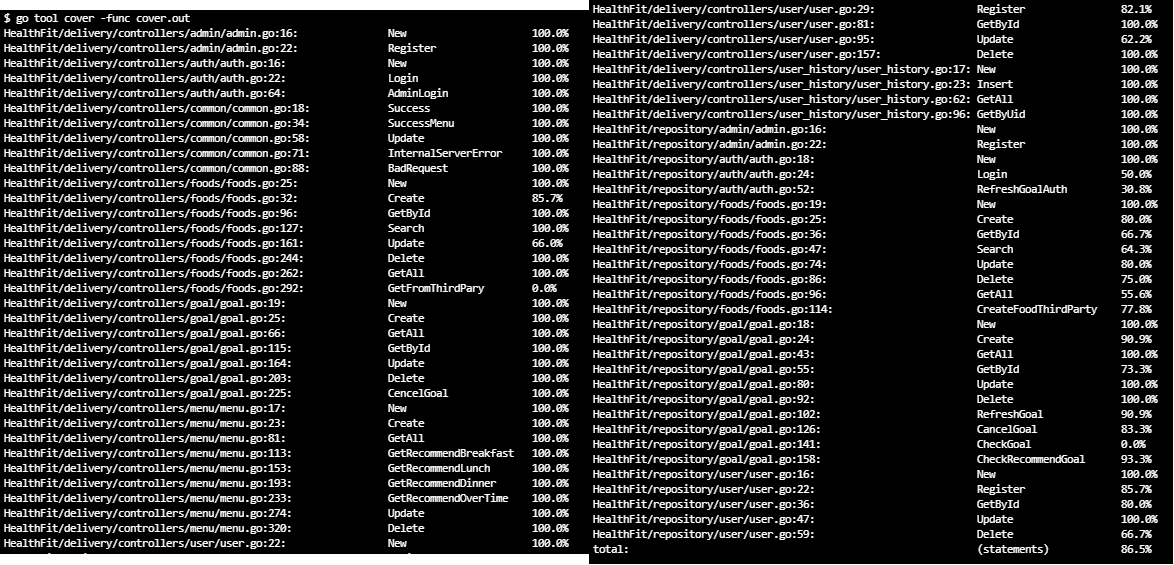 $ go tool cover -func cover.out
HealthFit/delivery/controllers/admin/admin.go:16: New 100.0%
HealthFit/delivery/controllers/admin/admin.go:22: Register 100.0%
HealthFit/delivery/controllers/auth/auth.go:16: New 100.0%
HealthFit/delivery/controllers/auth/auth.go:22: Login 100.0%
HealthFit/delivery/controllers/auth/auth.go:64: AdminLogin 100.0%
HealthFit/delivery/controllers/common/common.go:18: Success 100.0%
HealthFit/delivery/controllers/common/common.go:34: SuccessMenu 100.0%
HealthFit/delivery/controllers/common/common.go:58: Update 100.0%
HealthFit/delivery/controllers/common/common.go:71: InternalServerError 100.0%
HealthFit/delivery/controllers/common/common.go:88: BadRequest 100.0%
HealthFit/delivery/controllers/foods/foods.go:25: New 100.0%
HealthFit/delivery/controllers/foods/foods.go:32: Create 85.7%
HealthFit/delivery/controllers/foods/foods.go:96: GetById 100.0%
HealthFit/delivery/controllers/foods/foods.go:127: Search 100.0%
HealthFit/delivery/controllers/foods/foods.go:161: Update 66.0%
HealthFit/delivery/controllers/foods/foods.go:244: Delete 100.0%
HealthFit/delivery/controllers/foods/foods.go:262: GetAll 100.0%
HealthFit/delivery/controllers/foods/foods.go:292: GetFromThirdPary 0.0%
HealthFit/delivery/controllers/goal/goal.go:19: New 100.0%
HealthFit/delivery/controllers/goal/goal.go:25: Create 100.0%
HealthFit/delivery/controllers/goal/goal.go:66: GetAll 100.0%
HealthFit/delivery/controllers/goal/goal.go:115: GetById 100.0%
HealthFit/delivery/controllers/goal/goal.go:164: Update 100.0%
HealthFit/delivery/controllers/goal/goal.go:203: Delete 100.0%
HealthFit/delivery/controllers/goal/goal.go:225: CencelGoal 100.0%
HealthFit/delivery/controllers/menu/menu.go:17: New 100.0%
HealthFit/delivery/controllers/menu/menu.go:23: Create 100.0%
HealthFit/delivery/controllers/menu/menu.go:81: GetAll 100.0%
HealthFit/delivery/controllers/menu/menu.go:113: GetRecommendBreakfast 100.0%
HealthFit/delivery/controllers/menu/menu.go:153: GetRecommendLunch 100.0%
HealthFit/delivery/controllers/menu/menu.go:193: GetRecommendDinner 100.0%
HealthFit/delivery/controllers/menu/menu.go:233: GetRecommendOverTime 100.0%
HealthFit/delivery/controllers/menu/menu.go:274: Update 100.0%
HealthFit/delivery/controllers/menu/menu.go:320: Delete 100.0%
HealthFit/delivery/controllers/user/user.go:22: New 100.0%
HealthFit/delivery/controllers/user/user.go:29: Register 82.1%
HealthFit/delivery/controllers/user/user.go:81: GetById 100.0%
HealthFit/delivery/controllers/user/user.go:95: Update 62.2%
HealthFit/delivery/controllers/user/user.go:157: Delete 100.0%
HealthFit/delivery/controllers/user_history/user_history.go:17: New 100.0%
HealthFit/delivery/controllers/user_history/user_history.go:23: Insert 100.0%
HealthFit/delivery/controllers/user_history/user_history.go:62: GetAll 100.0%
HealthFit/delivery/controllers/user_history/user_history.go:96: GetByUid 100.0%
HealthFit/repository/admin/admin.go:16: New 100.0%
HealthFit/repository/admin/admin.go:22: Register 100.0%
HealthFit/repository/auth/auth.go:18: New 100.0%
HealthFit/repository/auth/auth.go:24: Login 50.0%
HealthFit/repository/auth/auth.go:52: RefreshGoalAuth 30.8%
HealthFit/repository/foods/foods.go:19: New 100.0%
HealthFit/repository/foods/foods.go:25: Create 80.0%
HealthFit/repository/foods/foods.go:36: GetById 66.7%
HealthFit/repository/foods/foods.go:47: Search 64.3%
HealthFit/repository/foods/foods.go:74: Update 80.0%
HealthFit/repository/foods/foods.go:86: Delete 75.0%
HealthFit/repository/foods/foods.go:96: GetAll 55.6%
HealthFit/repository/foods/foods.go:114: CreateFoodThirdParty 77.8%
HealthFit/repository/goal/goal.go:18: New 100.0%
HealthFit/repository/goal/goal.go:24: Create 90.9%
HealthFit/repository/goal/goal.go:43: GetAll 100.0%
HealthFit/repository/goal/goal.go:55: GetById 73.3%
HealthFit/repository/goal/goal.go:80: Update 100.0%
HealthFit/repository/goal/goal.go:92: Delete 100.0%
HealthFit/repository/goal/goal.go:102: RefreshGoal 90.9%
HealthFit/repository/goal/goal.go:126: CancelGoal 83.3%
HealthFit/repository/goal/goal.go:141: CheckGoal 0.0%
HealthFit/repository/goal/goal.go:158: CheckRecommendGoal 93.3%
HealthFit/repository/user/user.go:16: New 100.0%
HealthFit/repository/user/user.go:22: Register 85.7%
HealthFit/repository/user/user.go:36: GetById 80.0%
HealthFit/repository/user/user.go:47: Update 100.0%
HealthFit/repository/user/user.go:59: Delete 66.7%
total: (statements) 86.5%